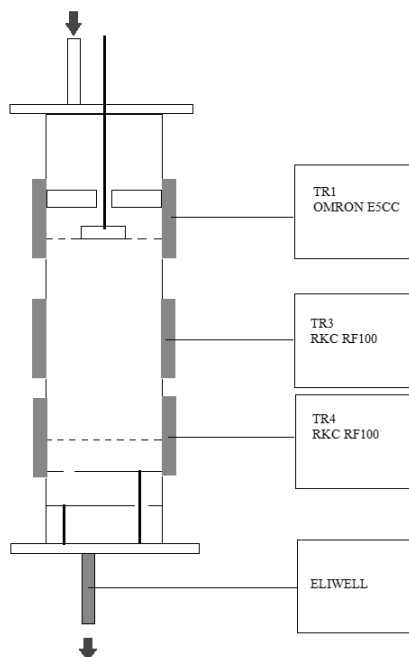 TR1
OMRON E5CC
TR3
RKC RF100
TR4
RKC RF100
ELIWELL